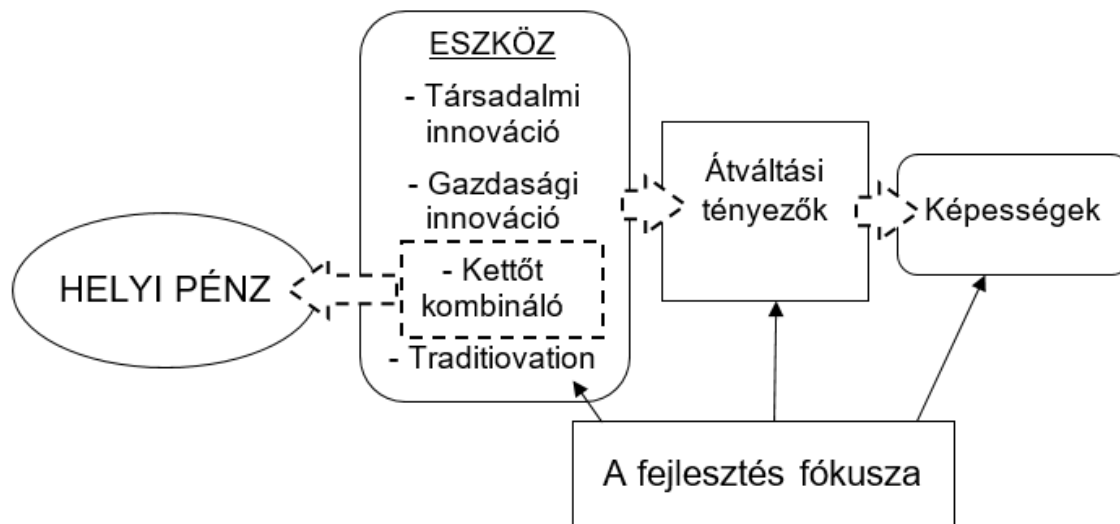 ESZKÖZ
- Társadalmi
innováció
- Gazdasági
innováció
- Kettőt
kombináló
- Traditiovation
HELYI PÉNZ
Átváltási
tényezők
Képességek
A fejlesztés fókusza